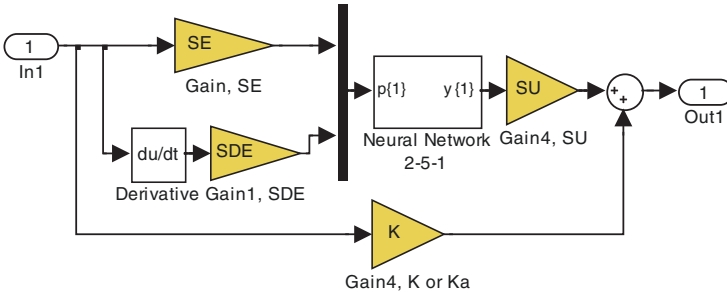 1
In1
SE
Gain, SE
du/dt
Derivative
SDE
Gain1, SDE
p{1}
y {1}
Neural Network
2-5-1
SU
Gain4, SU
+
+
1
Out1
K
Gain4, K or Ka